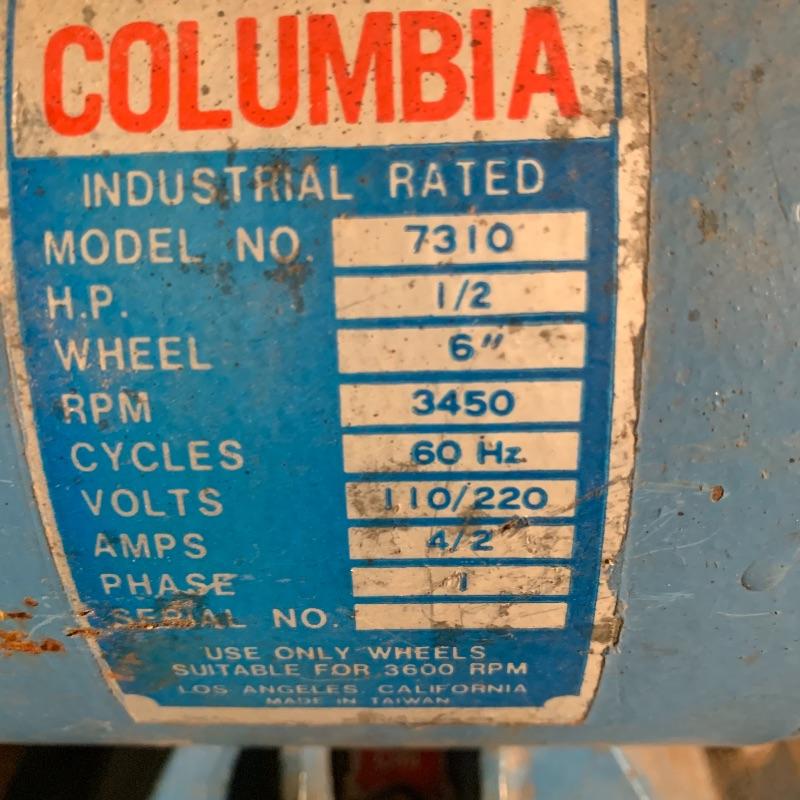 COLUMBIA
INDUSTRIAL RATED
MODEL NO. 7310
H.P. 1/2
WHEEL 6"
RPM 3450
CYCLES 60 Hz
VOLTS 110/220
AMPS 4/2
PHASE 1
SERIAL NO.
USE ONLY WHEELS
SUITABLE FOR 3600 RPM
LOS ANGELES, CALIFORNIA
MADE IN TAIWAN